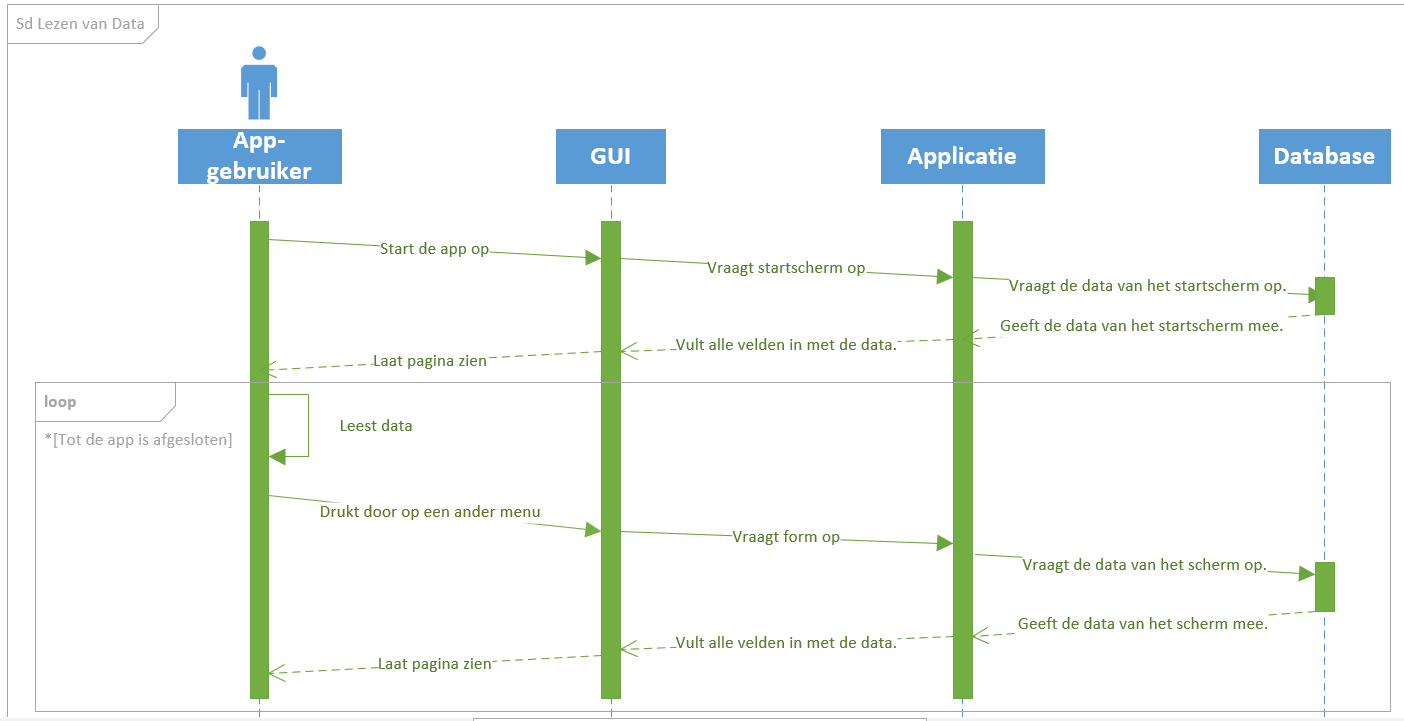 Sd Lezen van Data
App-
gebruiker
GUI
Applicatie
Database
Start de app op
Vraagt startscherm op
Vraagt de data van het startscherm op.
Geeft de data van het startscherm mee.
Vult alle velden in met de data.
Laat pagina zien
loop
*[Tot de app is afgesloten]
Leest data
Drukt door op een ander menu
Vraagt form op
Vraagt de data van het scherm op.
Geeft de data van het scherm mee.
Vult alle velden in met de data.
Laat pagina zien